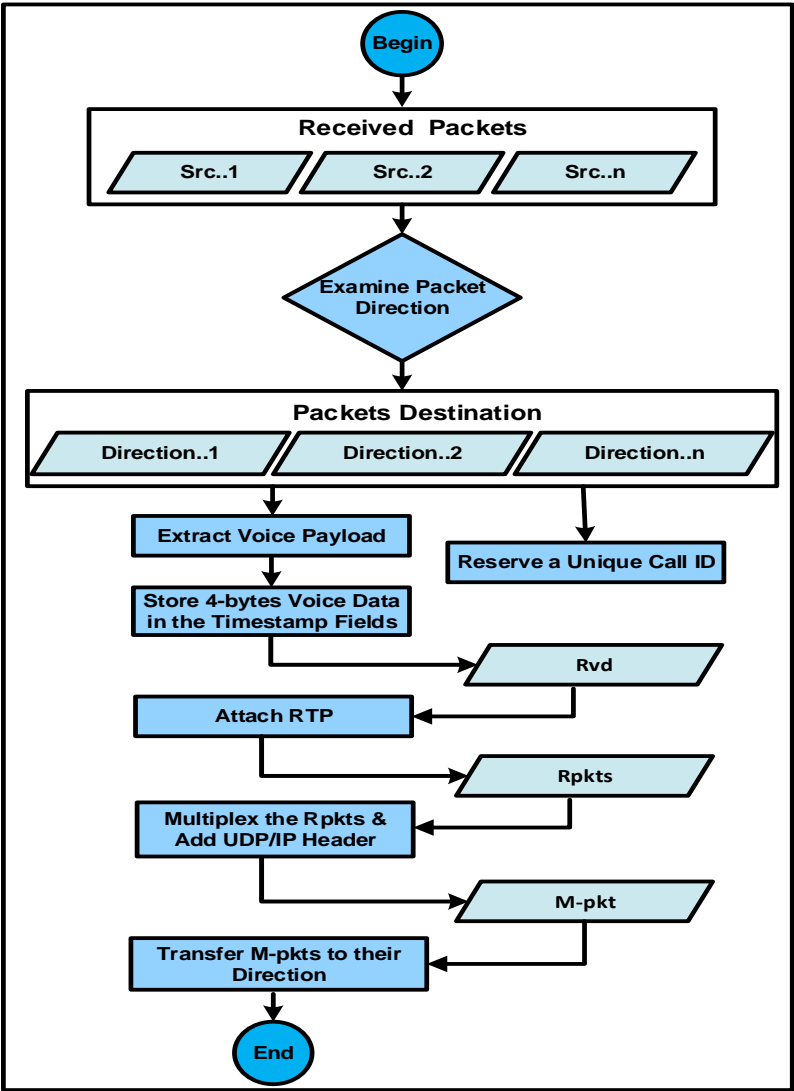 Begin
Received Packets
Src..1
Src..2
Src..n
Examine Packet
Direction
Packets Destination
Direction..1
Direction..2
Direction..n
Extract Voice Payload
Reserve a Unique Call ID
Store 4-bytes Voice Data
in the Timestamp Fields
Rvd
Attach RTP
Rpkts
Multiplex the Rpkts &
Add UDP/IP Header
M-pkt
Transfer M-pkts to their
Direction
End